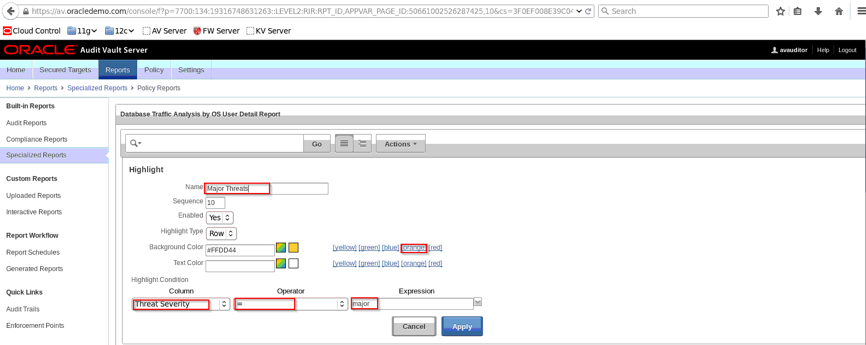 https://av.oracledemo.com/console/f?p=7700:134:19316748631263::LEVEL2:RIR:RPT_ID,APPVAR_PAGE_ID:50661002526287425,10&cs=3F0EF008E39C04
Search
Cloud Control 11g 12c AV Server FW Server KV Server
ORACLE Audit Vault Server
avauditor Help Logout
Home Secured Targets Reports Policy Settings
Home Reports Specialized Reports Policy Reports
Built-in Reports
Audit Reports
Compliance Reports
Specialized Reports
Custom Reports
Uploaded Reports
Interactive Reports
Report Workflow
Report Schedules
Generated Reports
Quick Links
Audit Trails
Enforcement Points
Database Traffic Analysis by OS User Detail Report
Go Actions
Highlight
Name Major Threats
Sequence 10
Enabled Yes
Highlight Type Row
Background Color #FFDD44 [yellow] [green] [blue] [orange] [red]
Text Color [yellow] [green] [blue] [orange] [red]
Highlight Condition
Column Operator Expression
Threat Severity = major
Cancel Apply